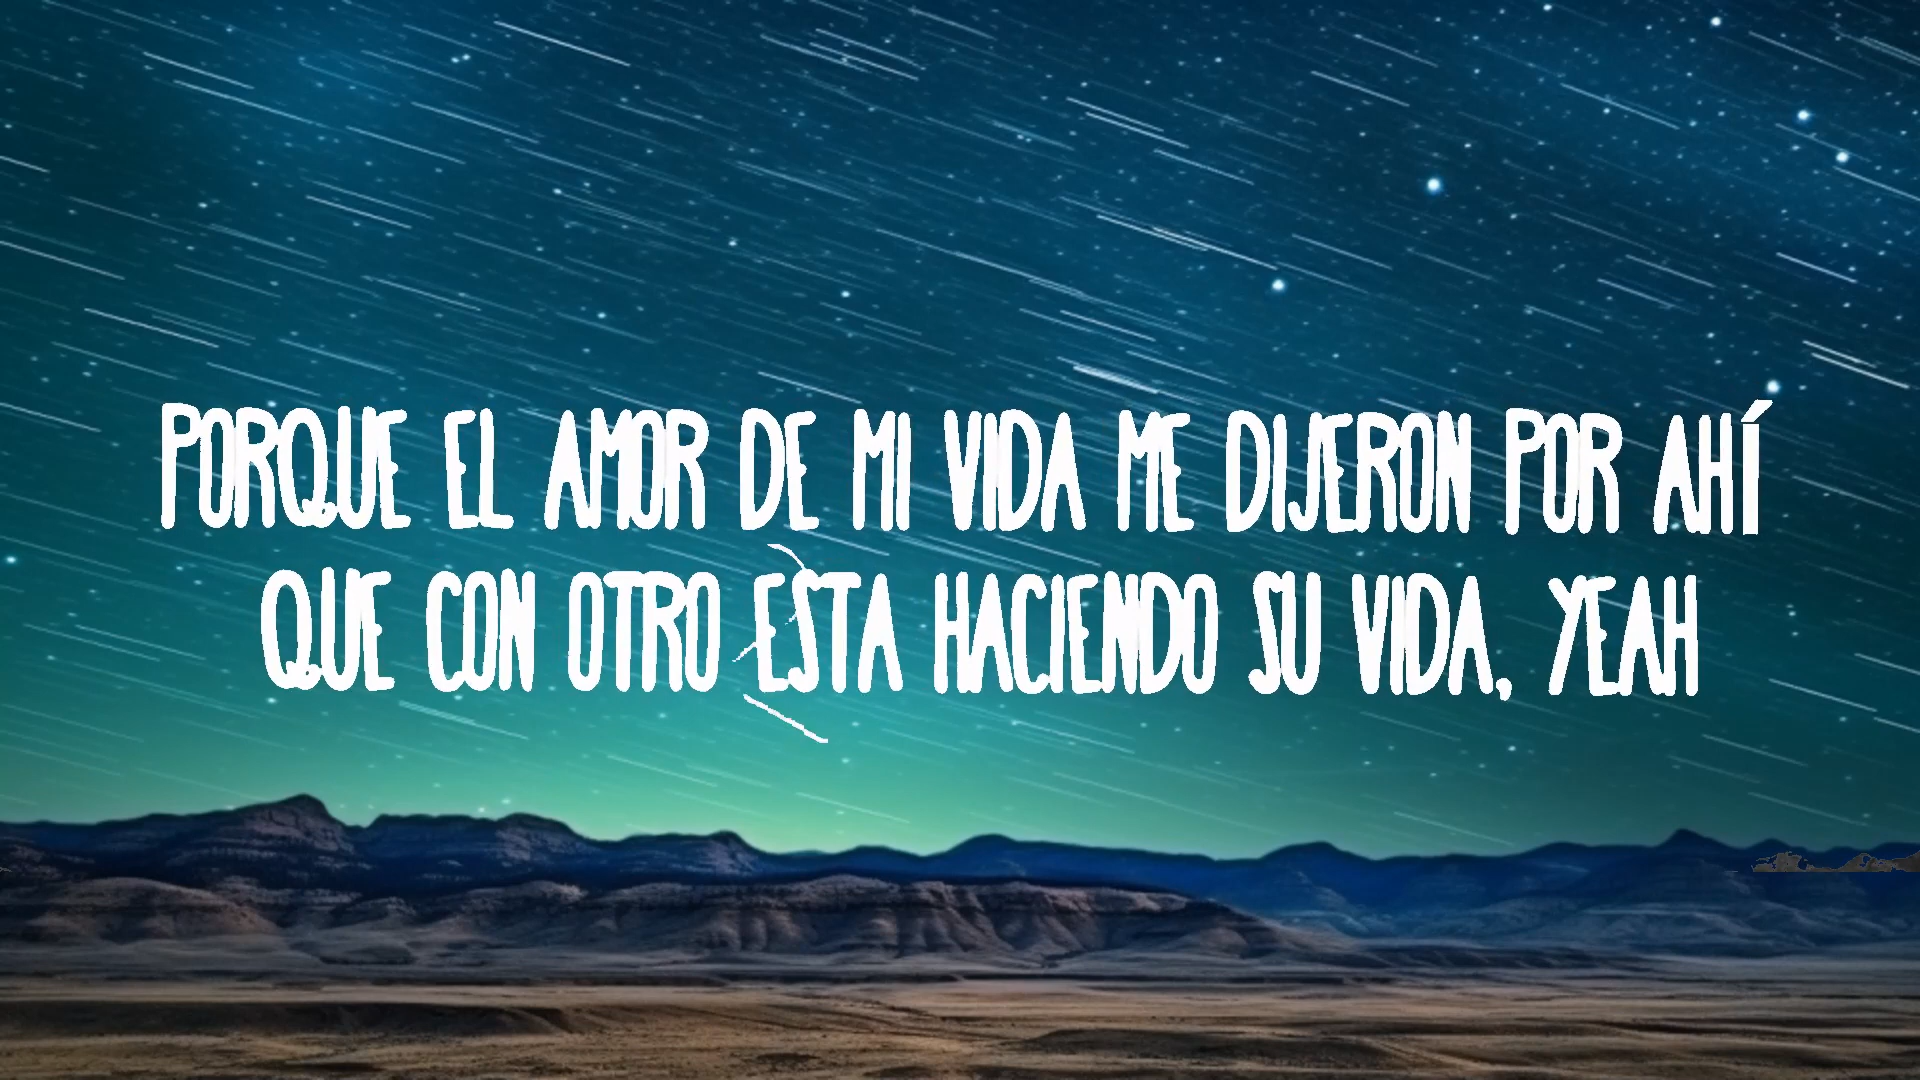 PORQUE EL AMOR DE MI VIDA ME DIJERON POR AHÍ
QUE CON OTRO ESTA HACIENDO SU VIDA, YEAH